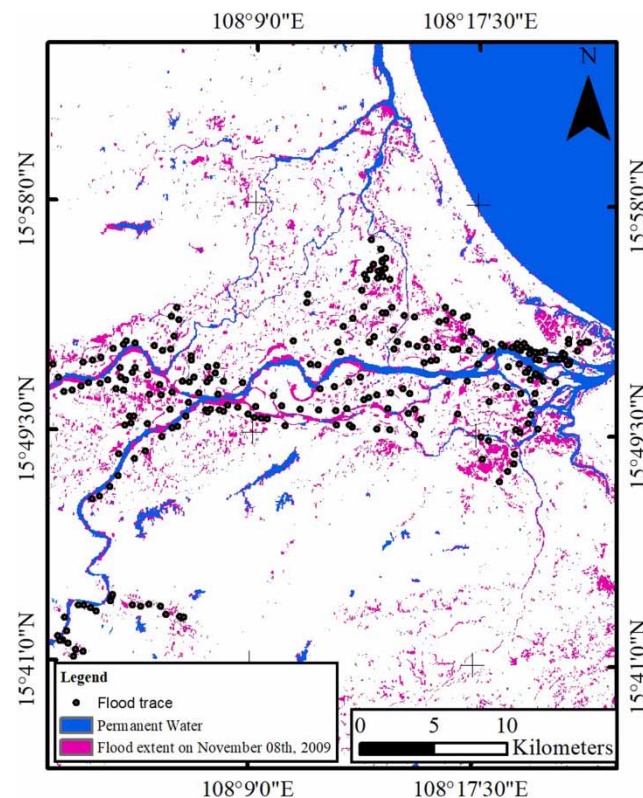 108°9'0"E 108°17'30"E
N
15°58'0"N 15°58'0"N
15°49'30"N 15°49'30"N
15°41'0"N 15°41'0"N
Legend
Flood trace
Permanent Water
Flood extent on November 08th, 2009
0 5 10
Kilometers
108°9'0"E 108°17'30"E